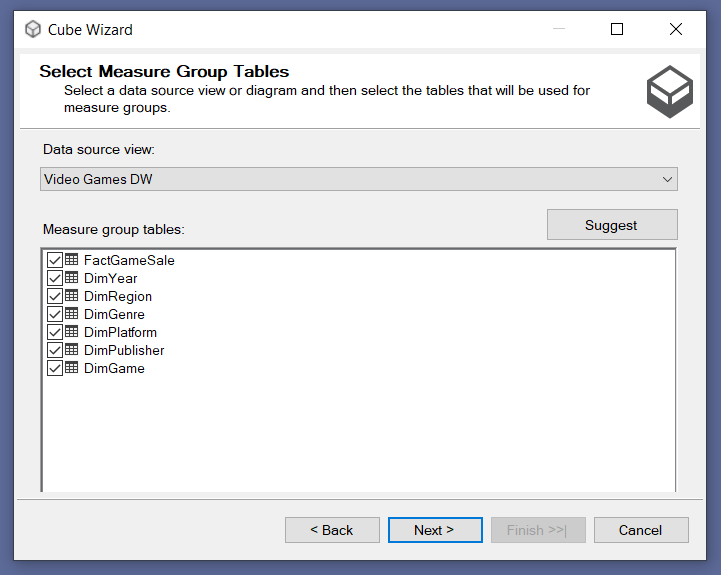 Cube Wizard
Select Measure Group Tables
Select a data source view or diagram and then select the tables that will be used for
measure groups.
Data source view:
Video Games DW
Suggest
Measure group tables:
FactGameSale
DimYear
DimRegion
DimGenre
DimPlatform
DimPublisher
DimGame
< Back
Next >
Finish >>|
Cancel